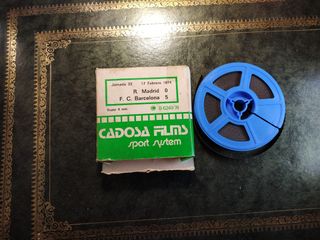 Jornada 22 17 Febrero 1974
R. Madrid 0
F. C. Barcelona 5
Super 8 mm.
CADOSA FILMS
sport system